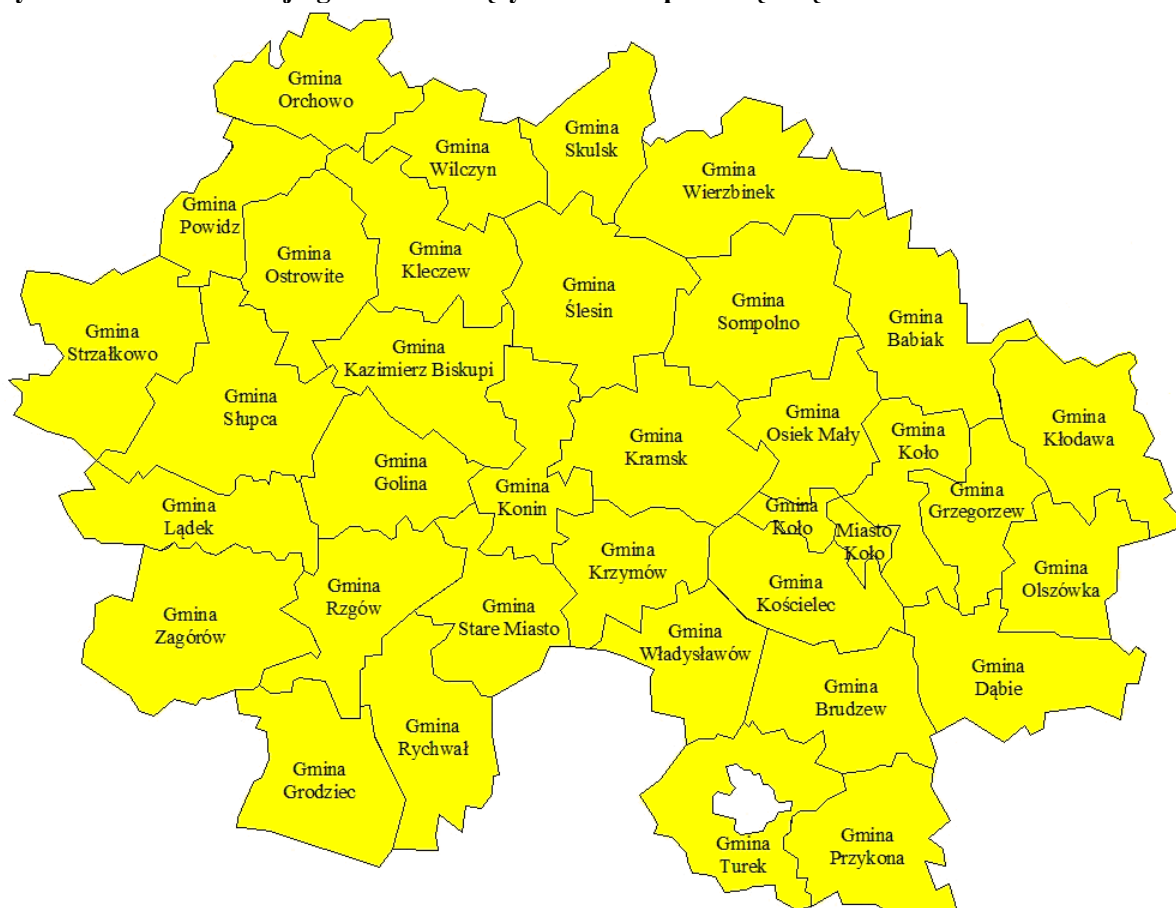 Gmina
Orchowo
Gmina
Skulsk
Gmina
Wilczyn
Gmina
Wierzbinek
Gmina
Powidz
Gmina
Ostrowite
Gmina
Kleczew
Gmina
Ślesin
Gmina
Sompolno
Gmina
Babiak
Gmina
Strzałkowo
Gmina
Kazimierz Biskupi
Gmina
Słupca
Gmina
Osiek Mały
Gmina
Koło
Gmina
Kłodawa
Gmina
Kramsk
Gmina
Golina
Gmina
Konin
Gmina
Grzegorzew
Gmina
Lądek
Gmina
Koło
Miasto
Koło
Gmina
Krzymów
Gmina
Kościelec
Gmina
Olszówka
Gmina
Rzgów
Gmina
Zagórów
Gmina
Stare Miasto
Gmina
Władysławów
Gmina
Dąbie
Gmina
Brudzew
Gmina
Rychwał
Gmina
Grodziec
Gmina
Turek
Gmina
Przykona